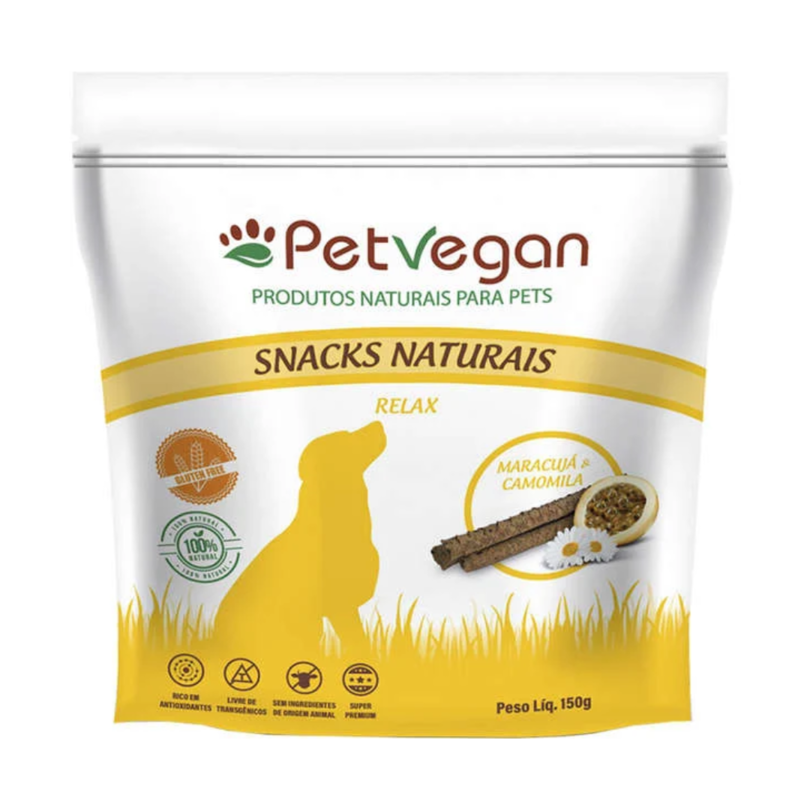 Petvegan
PRODUTOS NATURAIS PARA PETS
SNACKS NATURAIS
RELAX
MARACUJÁ &
CAMOMILA
GLUTEN FREE
100% NATURAL
100%
NATURAL
100% NATURAL
RICO EM
ANTIOXIDANTES
LIVRE DE
TRANSGÊNICOS
SEM INGREDIENTES
DE ORIGEM ANIMAL
SUPER
PREMIUM
Peso Líq. 150g